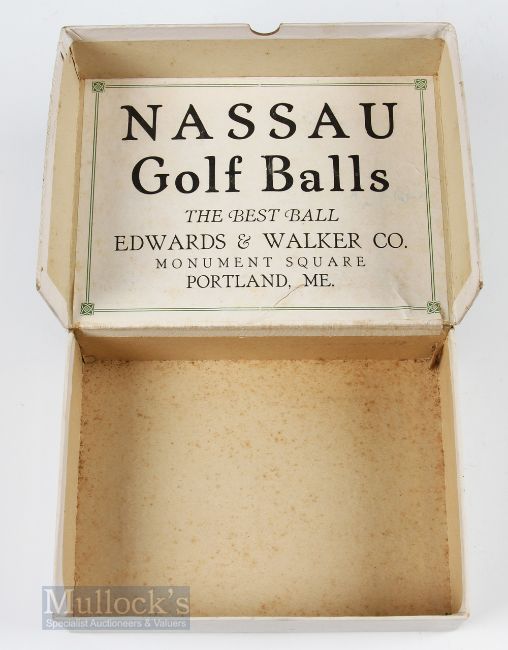 NASSAU
Golf Balls
THE BEST BALL
EDWARDS & WALKER CO.
MONUMENT SQUARE
PORTLAND, ME.
Mullock's
Specialist Auctioneers & Valuers